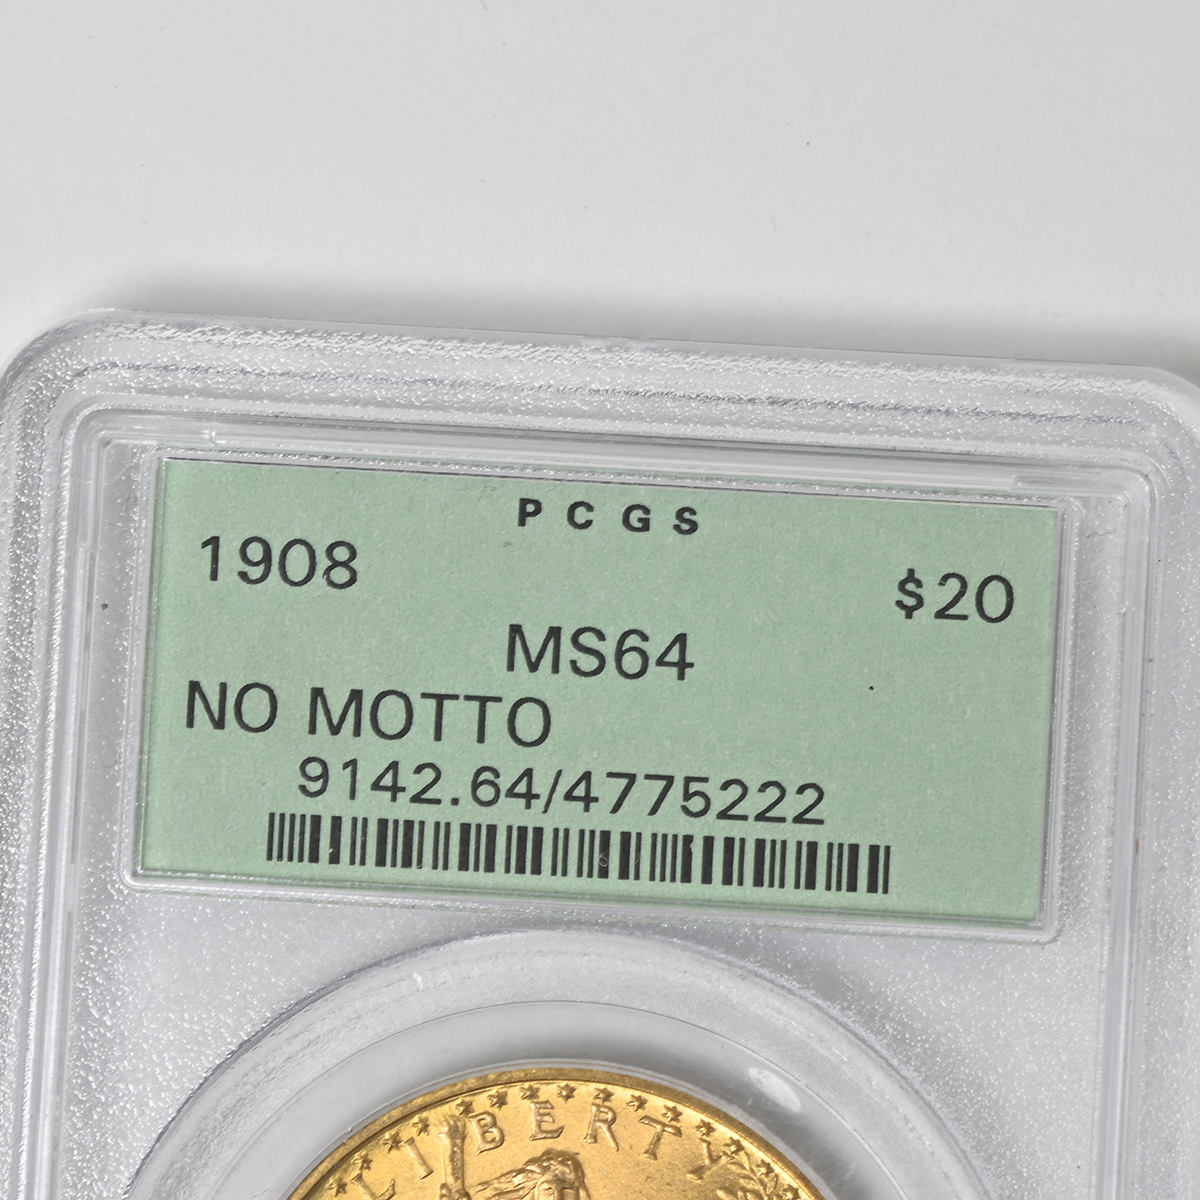 PCGS
1908 $20
MS64
NO MOTTO
9142.64/4775222
LIBERTY